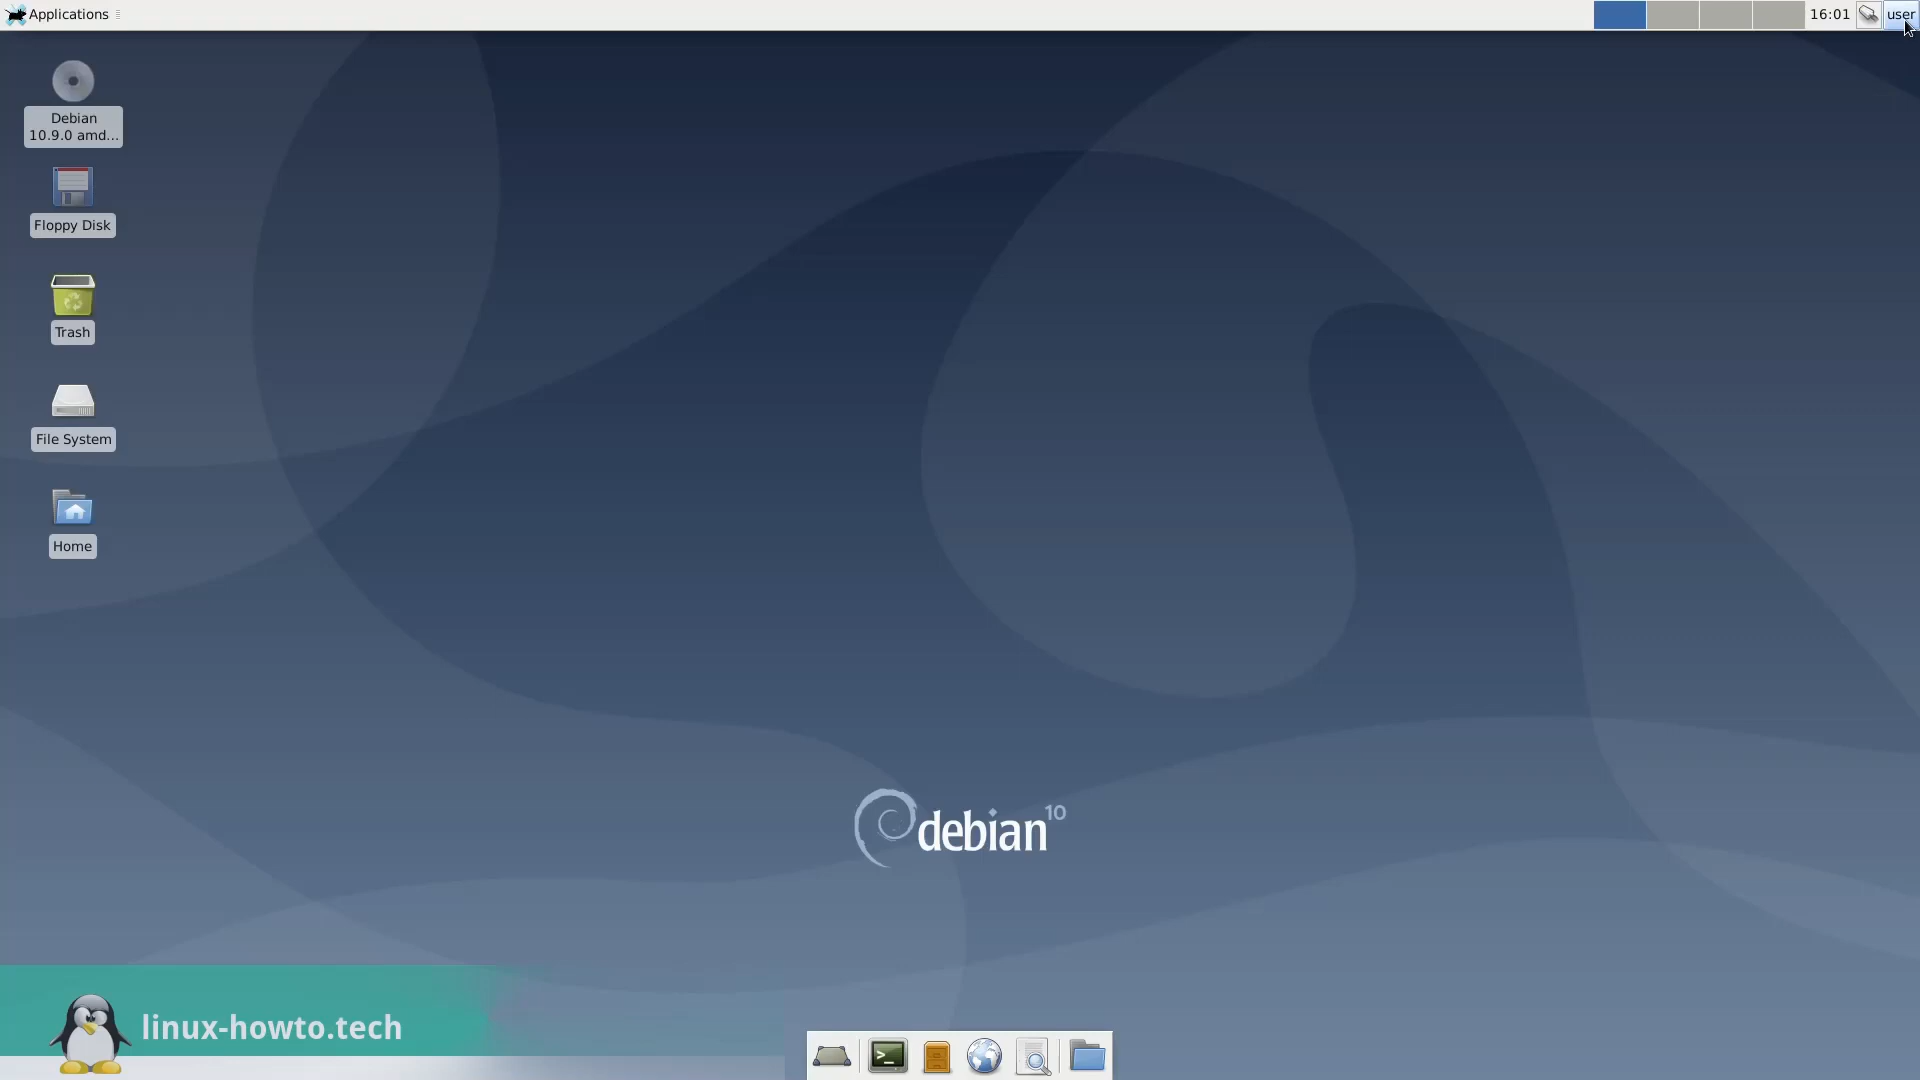 Applications
16:01
user
Debian
10.9.0 amd...
Floppy Disk
Trash
File System
Home
debian 10
linux-howto.tech
>_